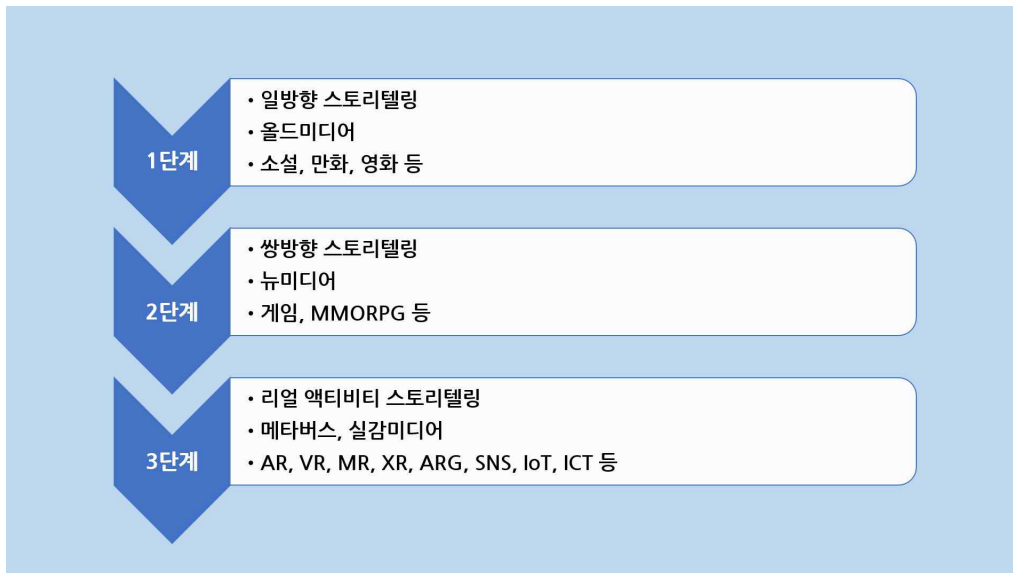 1단계
• 일방향 스토리텔링
• 올드미디어
• 소설, 만화, 영화 등
2단계
• 쌍방향 스토리텔링
• 뉴미디어
• 게임, MMORPG 등
3단계
• 리얼 액티비티 스토리텔링
• 메타버스, 실감미디어
• AR, VR, MR, XR, ARG, SNS, IoT, ICT 등